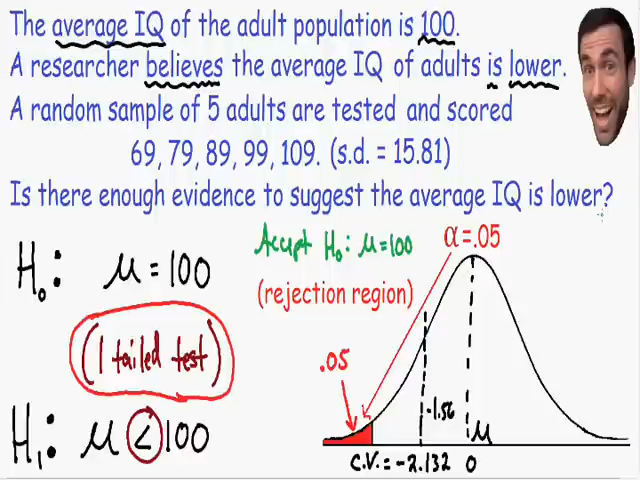 The average IQ of the adult population is 100.
A researcher believes the average IQ of adults is lower.
A random sample of 5 adults are tested and scored
69, 79, 89, 99, 109. (s.d. = 15.81)
Is there enough evidence to suggest the average IQ is lower?
H₀: μ = 100
(1 tailed test)
H₁: μ < 100
Accept H₀: μ = 100
α = .05
(rejection region)
.05
-1.56
μ
C.V. = -2.132 0